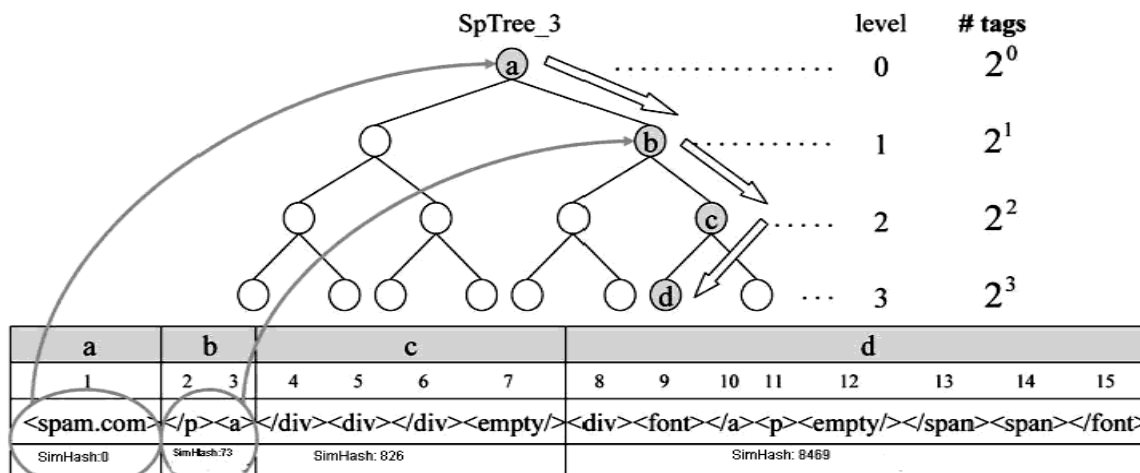 SpTree_3 level # tags
a ............... 0 2^0
b ........... 1 2^1
c ..... 2 2^2
d ... 3 2^3
a b c d
1 2 3 4 5 6 7 8 9 10 11 12 13 14 15
<spam.com> </p><a> </div><div></div><empty/> <div><font></a><p><empty/></span><span></font>
SimHash:0 SimHash:73 SimHash: 826 SimHash: 8469